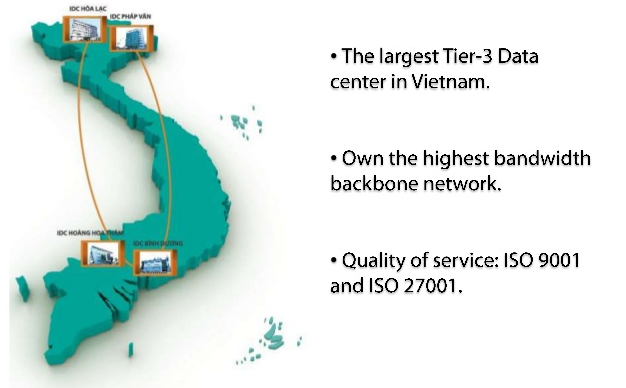 IDC HÒA LẠC
IDC PHÁP VÂN
IDC HOÀNG HOA THÁM
IDC BÌNH DƯƠNG
• The largest Tier-3 Data
center in Vietnam.
• Own the highest bandwidth
backbone network.
• Quality of service: ISO 9001
and ISO 27001.